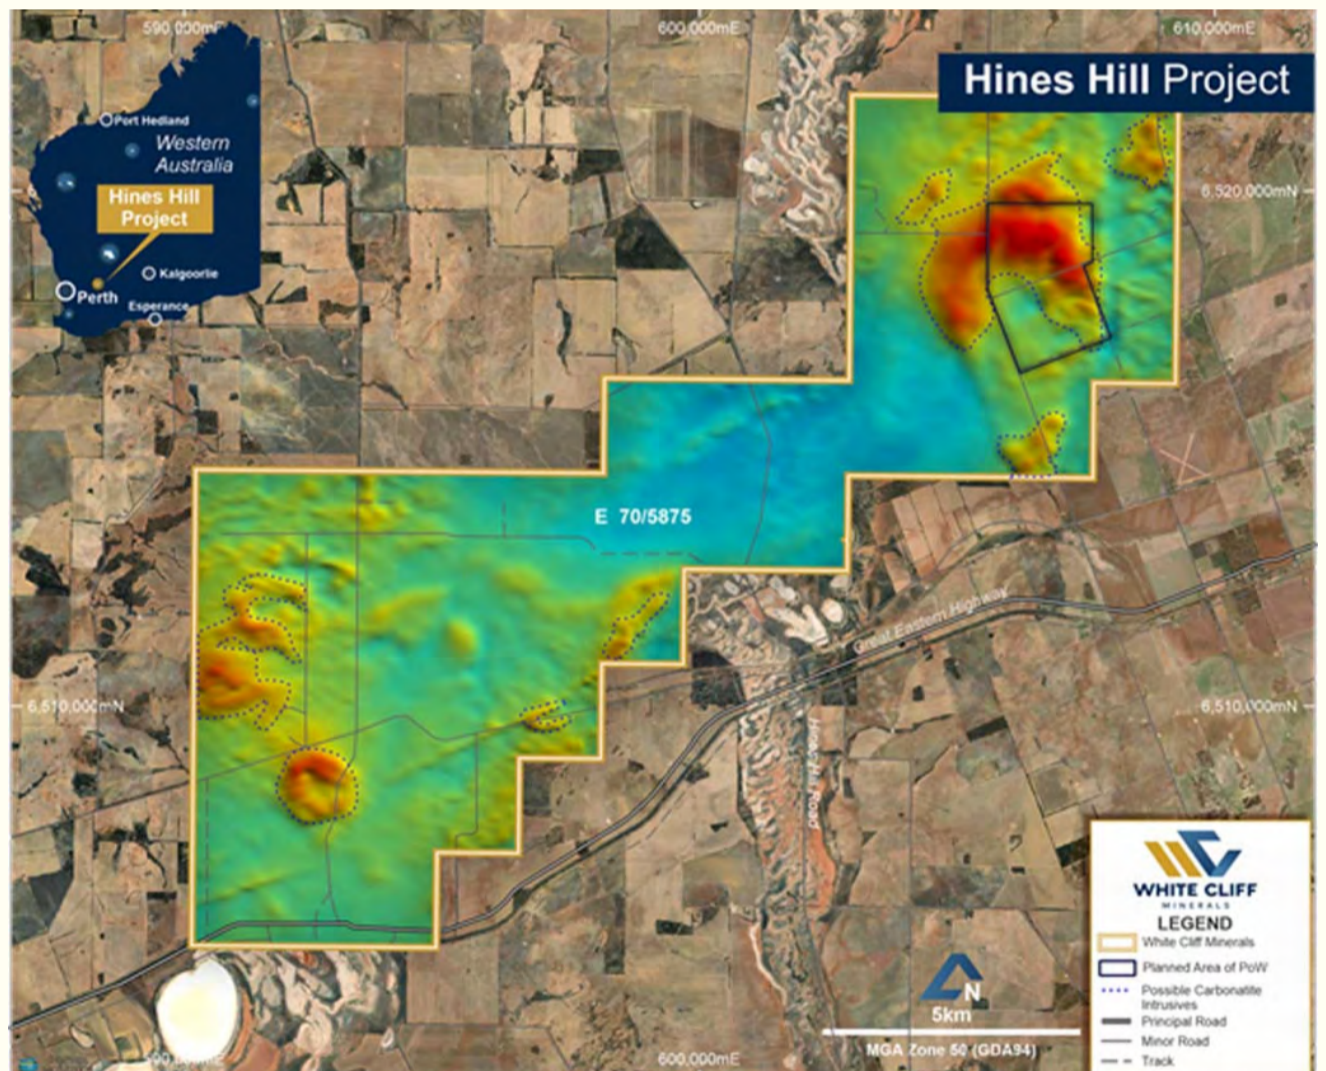 590,000mE
600,000mE
610,000mE
Hines Hill Project
Port Hedland
Western
Australia
Hines Hill
Project
Kalgoorlie
Perth
Esperance
6,520,000mN
E 70/5875
Great Eastern Highway
6,510,000mN
6,510,000mN
Road
WHITE CLIFF
MINERALS
LEGEND
White Cliff Minerals
Planned Area of PoW
Possible Carbonatite
Intrusives
Principal Road
Minor Road
Track
N
5km
MGA Zone 50 (GDA94)
590,000mE
600,000mE